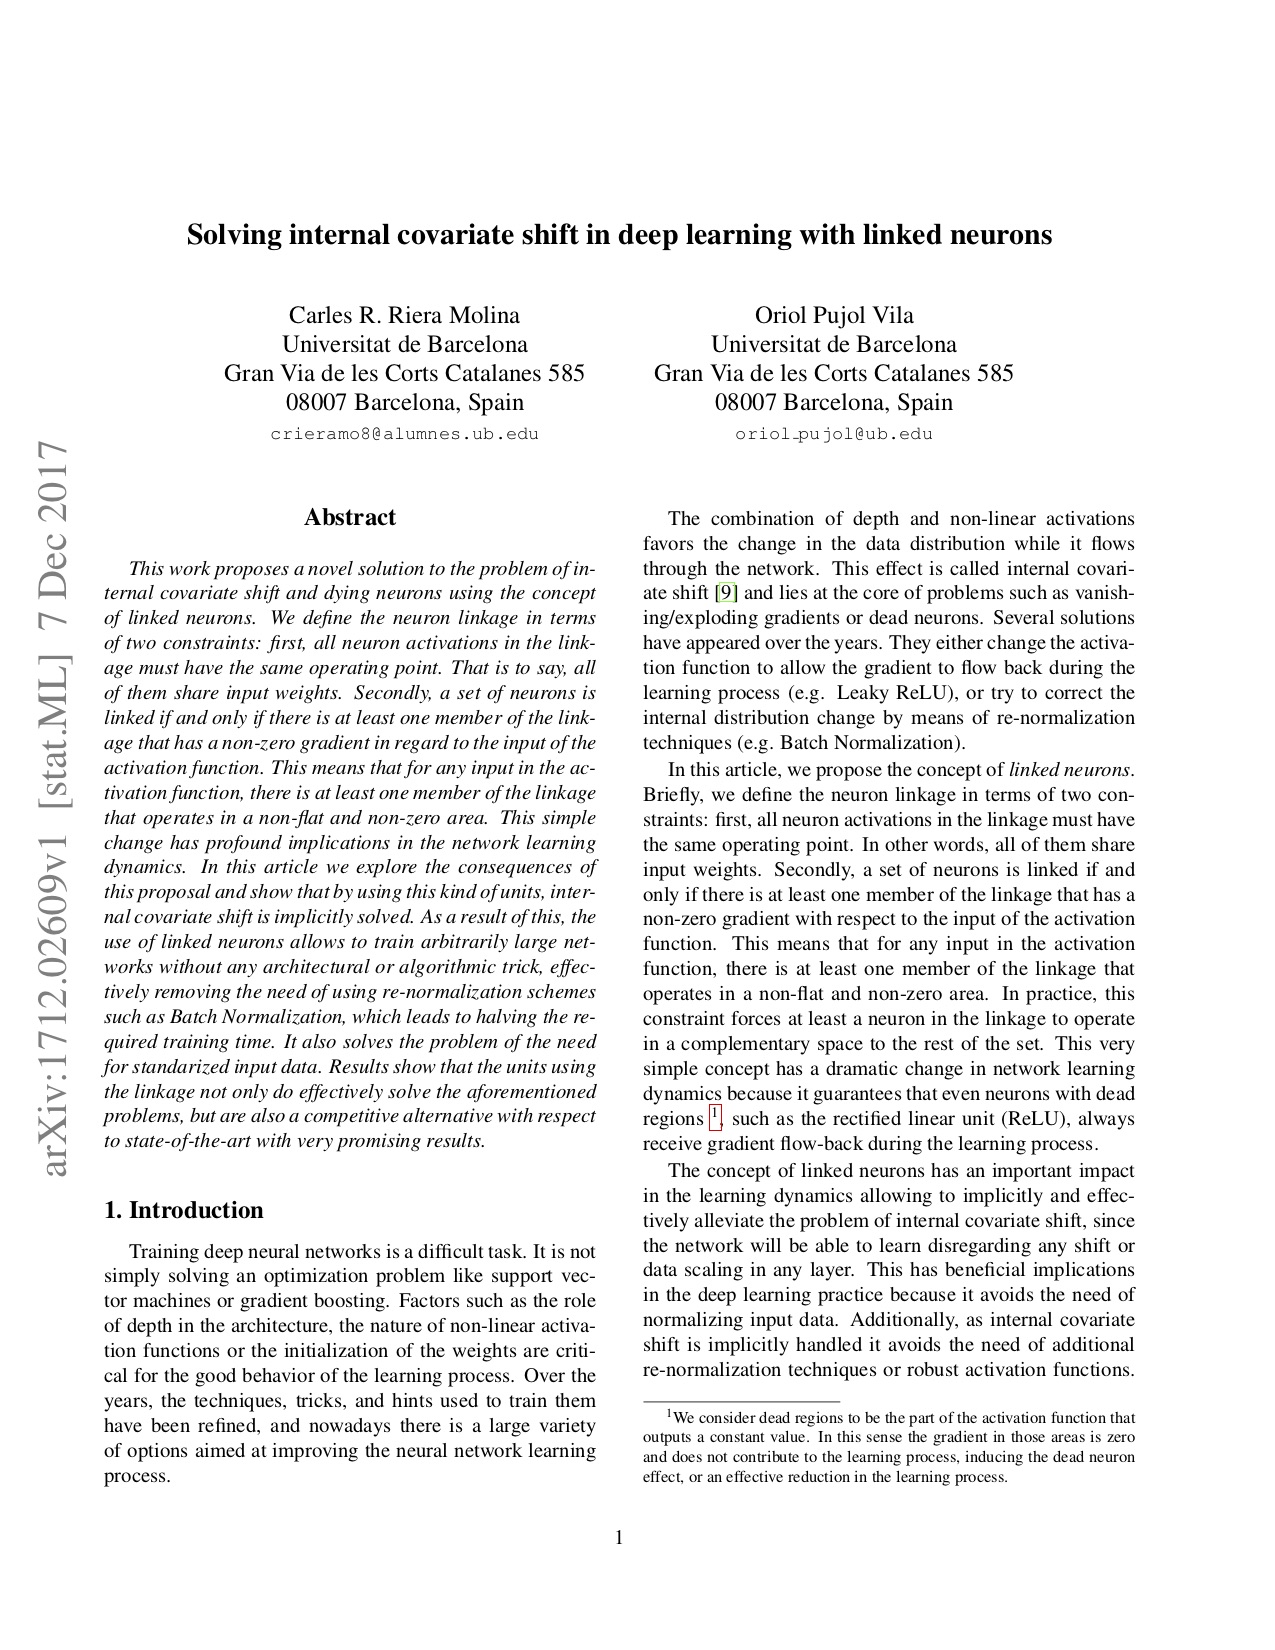 Solving internal covariate shift in deep learning with linked neurons
Carles R. Riera Molina
Universitat de Barcelona
Gran Via de les Corts Catalanes 585
08007 Barcelona, Spain
crieramo8@alumnes.ub.edu
Oriol Pujol Vila
Universitat de Barcelona
Gran Via de les Corts Catalanes 585
08007 Barcelona, Spain
oriol_pujol@ub.edu
arXiv:1712.02609v1 [stat.ML] 7 Dec 2017
Abstract
This work proposes a novel solution to the problem of in-
ternal covariate shift and dying neurons using the concept
of linked neurons. We define the neuron linkage in terms
of two constraints: first, all neuron activations in the link-
age must have the same operating point. That is to say, all
of them share input weights. Secondly, a set of neurons is
linked if and only if there is at least one member of the link-
age that has a non-zero gradient in regard to the input of the
activation function. This means that for any input in the ac-
tivation function, there is at least one member of the linkage
that operates in a non-flat and non-zero area. This simple
change has profound implications in the network learning
dynamics. In this article we explore the consequences of
this proposal and show that by using this kind of units, inter-
nal covariate shift is implicitly solved. As a result of this, the
use of linked neurons allows to train arbitrarily large net-
works without any architectural or algorithmic trick, effec-
tively removing the need of using re-normalization schemes
such as Batch Normalization, which leads to halving the re-
quired training time. It also solves the problem of the need
for standarized input data. Results show that the units using
the linkage not only do effectively solve the aforementioned
problems, but are also a competitive alternative with respect
to state-of-the-art with very promising results.
1. Introduction
Training deep neural networks is a difficult task. It is not
simply solving an optimization problem like support vec-
tor machines or gradient boosting. Factors such as the role
of depth in the architecture, the nature of non-linear activa-
tion functions or the initialization of the weights are criti-
cal for the good behavior of the learning process. Over the
years, the techniques, tricks, and hints used to train them
have been refined, and nowadays there is a large variety
of options aimed at improving the neural network learning
process.
The combination of depth and non-linear activations
favors the change in the data distribution while it flows
through the network. This effect is called internal covari-
ate shift [9] and lies at the core of problems such as vanish-
ing/exploding gradients or dead neurons. Several solutions
have appeared over the years. They either change the activa-
tion function to allow the gradient to flow back during the
learning process (e.g. Leaky ReLU), or try to correct the
internal distribution change by means of re-normalization
techniques (e.g. Batch Normalization).
In this article, we propose the concept of linked neurons.
Briefly, we define the neuron linkage in terms of two con-
straints: first, all neuron activations in the linkage must have
the same operating point. In other words, all of them share
input weights. Secondly, a set of neurons is linked if and
only if there is at least one member of the linkage that has a
non-zero gradient with respect to the input of the activation
function. This means that for any input in the activation
function, there is at least one member of the linkage that
operates in a non-flat and non-zero area. In practice, this
constraint forces at least a neuron in the linkage to operate
in a complementary space to the rest of the set. This very
simple concept has a dramatic change in network learning
dynamics because it guarantees that even neurons with dead
regions 1, such as the rectified linear unit (ReLU), always
receive gradient flow-back during the learning process.
The concept of linked neurons has an important impact
in the learning dynamics allowing to implicitly and effec-
tively alleviate the problem of internal covariate shift, since
the network will be able to learn disregarding any shift or
data scaling in any layer. This has beneficial implications
in the deep learning practice because it avoids the need of
normalizing input data. Additionally, as internal covariate
shift is implicitly handled it avoids the need of additional
re-normalization techniques or robust activation functions.
1We consider dead regions to be the part of the activation function that
outputs a constant value. In this sense the gradient in those areas is zero
and does not contribute to the learning process, inducing the dead neuron
effect, or an effective reduction in the learning process.
1